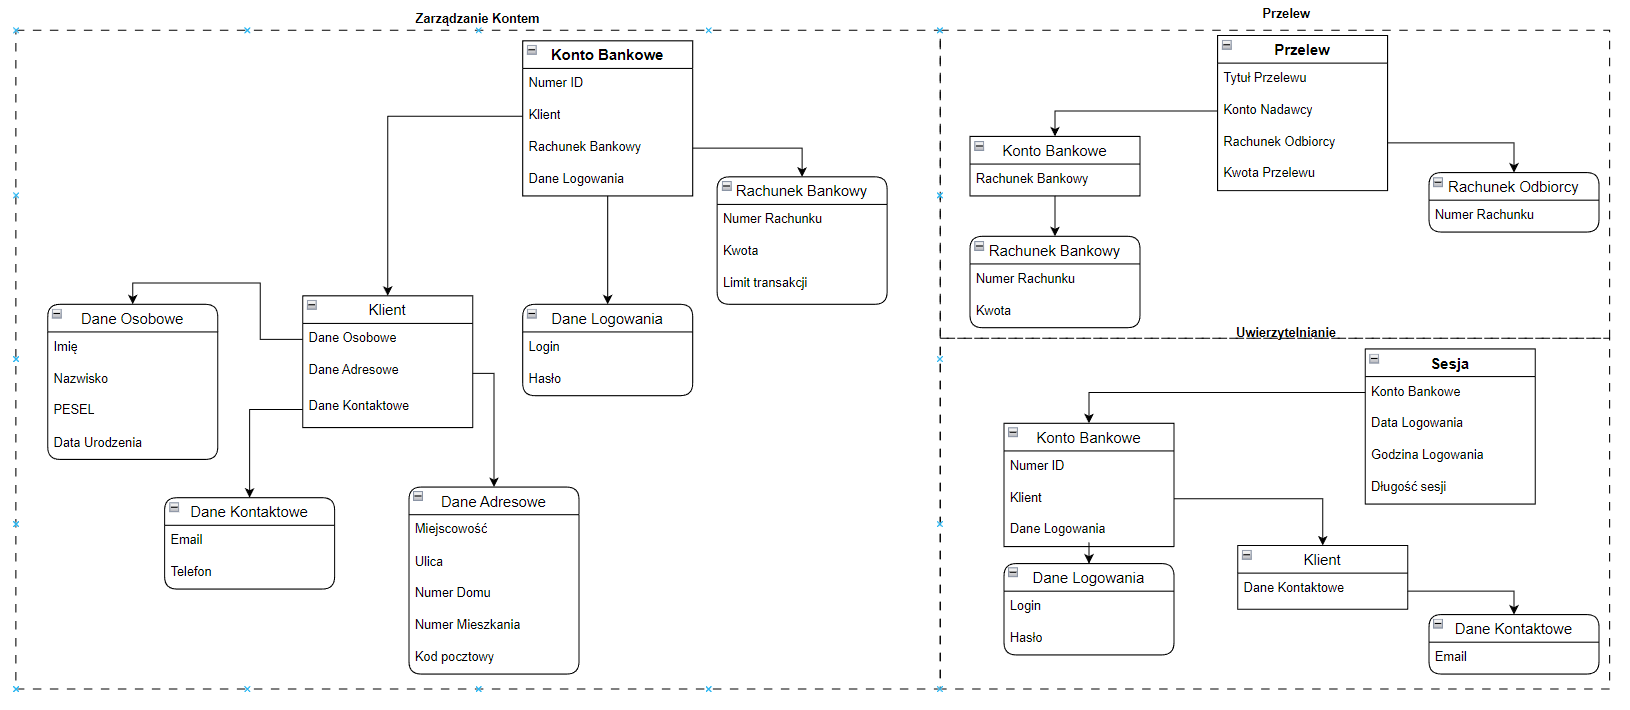 Zarządzanie Kontem
Konto Bankowe
Numer ID
Klient
Rachunek Bankowy
Dane Logowania
Rachunek Bankowy
Numer Rachunku
Kwota
Limit transakcji
Klient
Dane Osobowe
Dane Adresowe
Dane Kontaktowe
Dane Osobowe
Imię
Nazwisko
PESEL
Data Urodzenia
Dane Logowania
Login
Hasło
Dane Kontaktowe
Email
Telefon
Dane Adresowe
Miejscowość
Ulica
Numer Domu
Numer Mieszkania
Kod pocztowy
Przelew
Przelew
Tytuł Przelewu
Konto Nadawcy
Rachunek Odbiorcy
Kwota Przelewu
Konto Bankowe
Rachunek Bankowy
Rachunek Bankowy
Numer Rachunku
Kwota
Rachunek Odbiorcy
Numer Rachunku
Uwierzytelnianie
Sesja
Konto Bankowe
Data Logowania
Godzina Logowania
Długość sesji
Konto Bankowe
Numer ID
Klient
Dane Logowania
Dane Logowania
Login
Hasło
Klient
Dane Kontaktowe
Dane Kontaktowe
Email